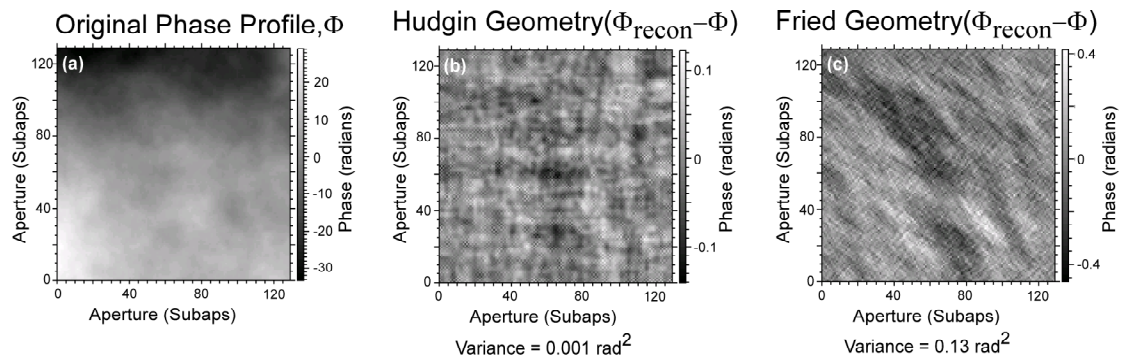 Original Phase Profile,Φ
(a)
120
80
40
0
0 40 80 120
Aperture (Subaps)
Aperture (Subaps)
20
10
0
-10
-20
-30
Phase (radians)
Hudgin Geometry(Φrecon–Φ)
(b)
120
80
40
0
0 40 80 120
Aperture (Subaps)
Aperture (Subaps)
0.1
0
-0.1
Phase (radians)
Variance = 0.001 rad²
Fried Geometry(Φrecon–Φ)
(c)
120
80
40
0
0 40 80 120
Aperture (Subaps)
Aperture (Subaps)
0.4
0
-0.4
Phase (radians)
Variance = 0.13 rad²